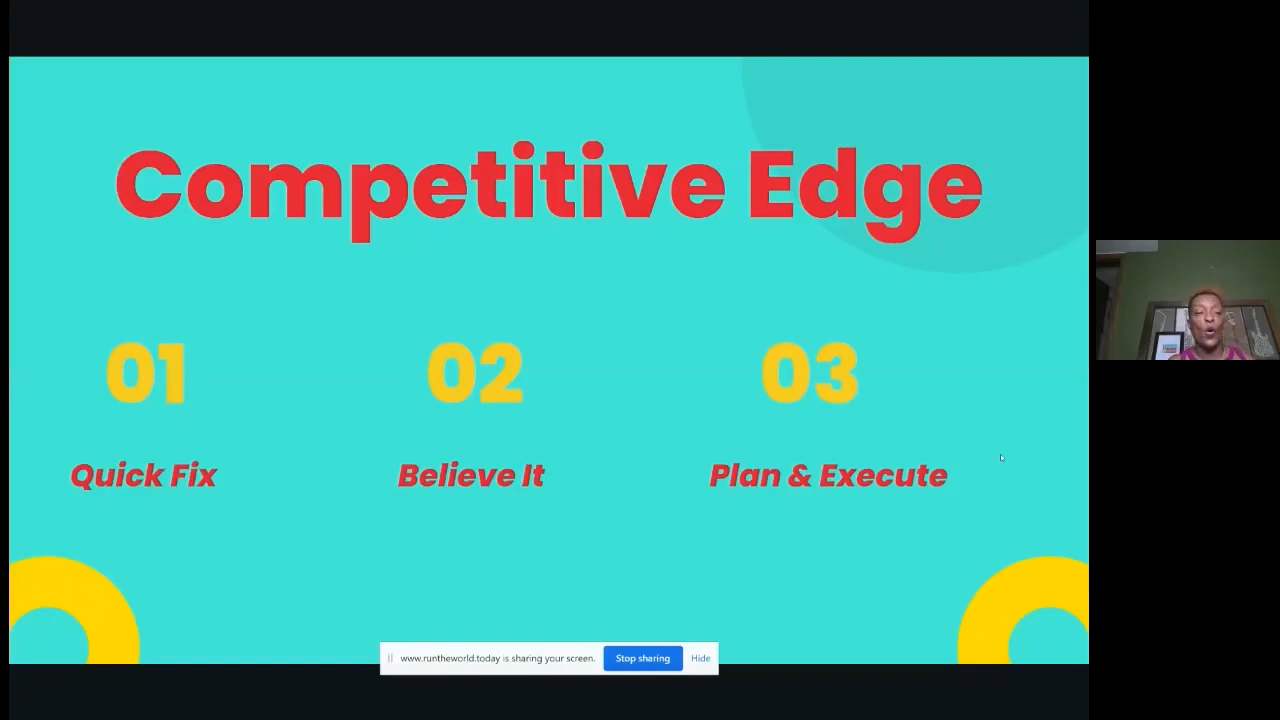 Competitive Edge
01
02
03
Quick Fix
Believe It
Plan & Execute
www.runtheworld.today is sharing your screen.
Stop sharing
Hide